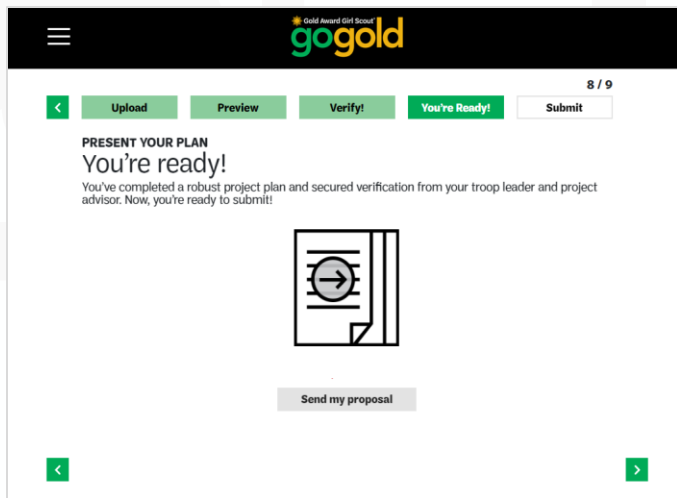 Gold Award Girl Scout
gogold
8 / 9
Upload Preview Verify! You're Ready! Submit
PRESENT YOUR PLAN
You're ready!
You've completed a robust project plan and secured verification from your troop leader and project
advisor. Now, you're ready to submit!
Send my proposal